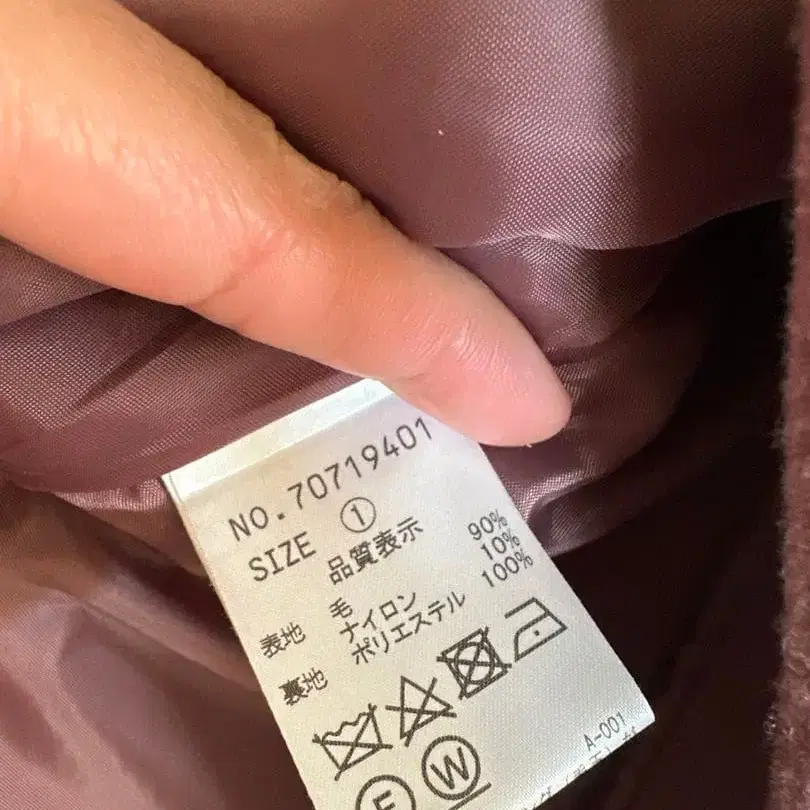 NO.70719401
SIZE ①
品質表示
表地 毛 90%
ナイロン 10%
裏地 ポリエステル 100%
F W
A-001